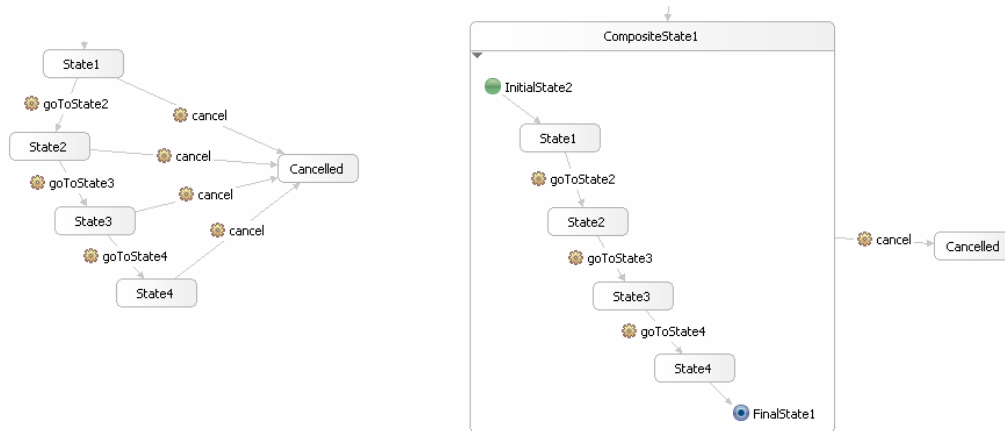 State1
goToState2
cancel
State2
cancel
Cancelled
goToState3
cancel
State3
cancel
goToState4
State4
CompositeState1
InitialState2
State1
goToState2
State2
goToState3
State3
goToState4
State4
FinalState1
cancel
Cancelled